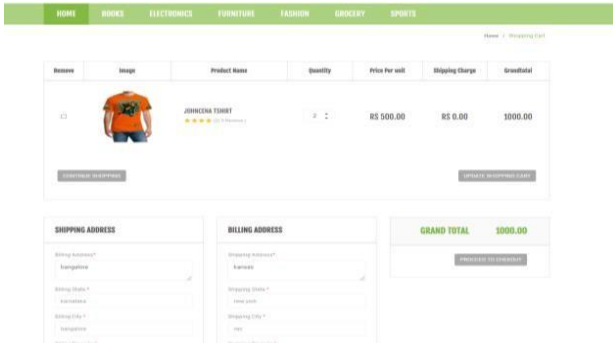 HOME BOOKS ELECTRONICS FURNITURE FASHION GROCERY SPORTS
Home / Shopping Cart
Remove Image Product Name Quantity Price Per unit Shipping Charge Grandtotal
JOHNCENA TSHIRT
2 RS 500.00 RS 0.00 1000.00
CONTINUE SHOPPING UPDATE SHOPPING CART
SHIPPING ADDRESS BILLING ADDRESS GRAND TOTAL 1000.00
Billing Address* Shipping Address*
bangalore kansas
PROCEED TO CHEKOUT
Billing State * Shipping State *
karnataka new york
Billing City * Shipping City *
bangalore